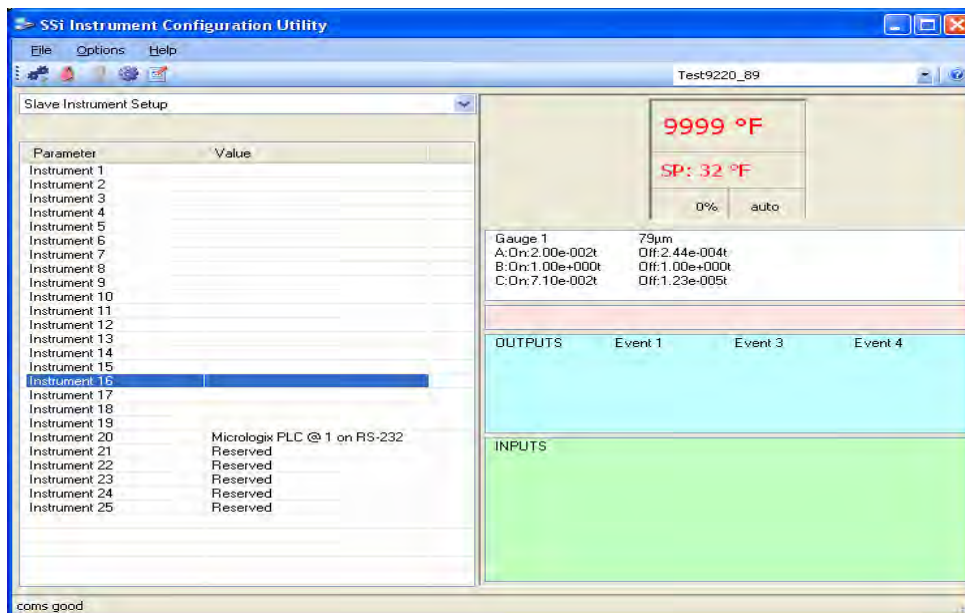 SSi Instrument Configuration Utility
File Options Help
Test9220_89
Slave Instrument Setup
Parameter Value
Instrument 1
Instrument 2
Instrument 3
Instrument 4
Instrument 5
Instrument 6
Instrument 7
Instrument 8
Instrument 9
Instrument 10
Instrument 11
Instrument 12
Instrument 13
Instrument 14
Instrument 15
Instrument 16
Instrument 17
Instrument 18
Instrument 19
Instrument 20 Micrologix PLC @ 1 on RS-232
Instrument 21 Reserved
Instrument 22 Reserved
Instrument 23 Reserved
Instrument 24 Reserved
Instrument 25 Reserved
9999 °F
SP: 32 °F
0% auto
Gauge 1 79µm
A:On:2.00e-002t Off:2.44e-004t
B:On:1.00e+000t Off:1.00e+000t
C:On:7.10e-002t Off:1.23e-005t
OUTPUTS Event 1 Event 3 Event 4
INPUTS
coms good